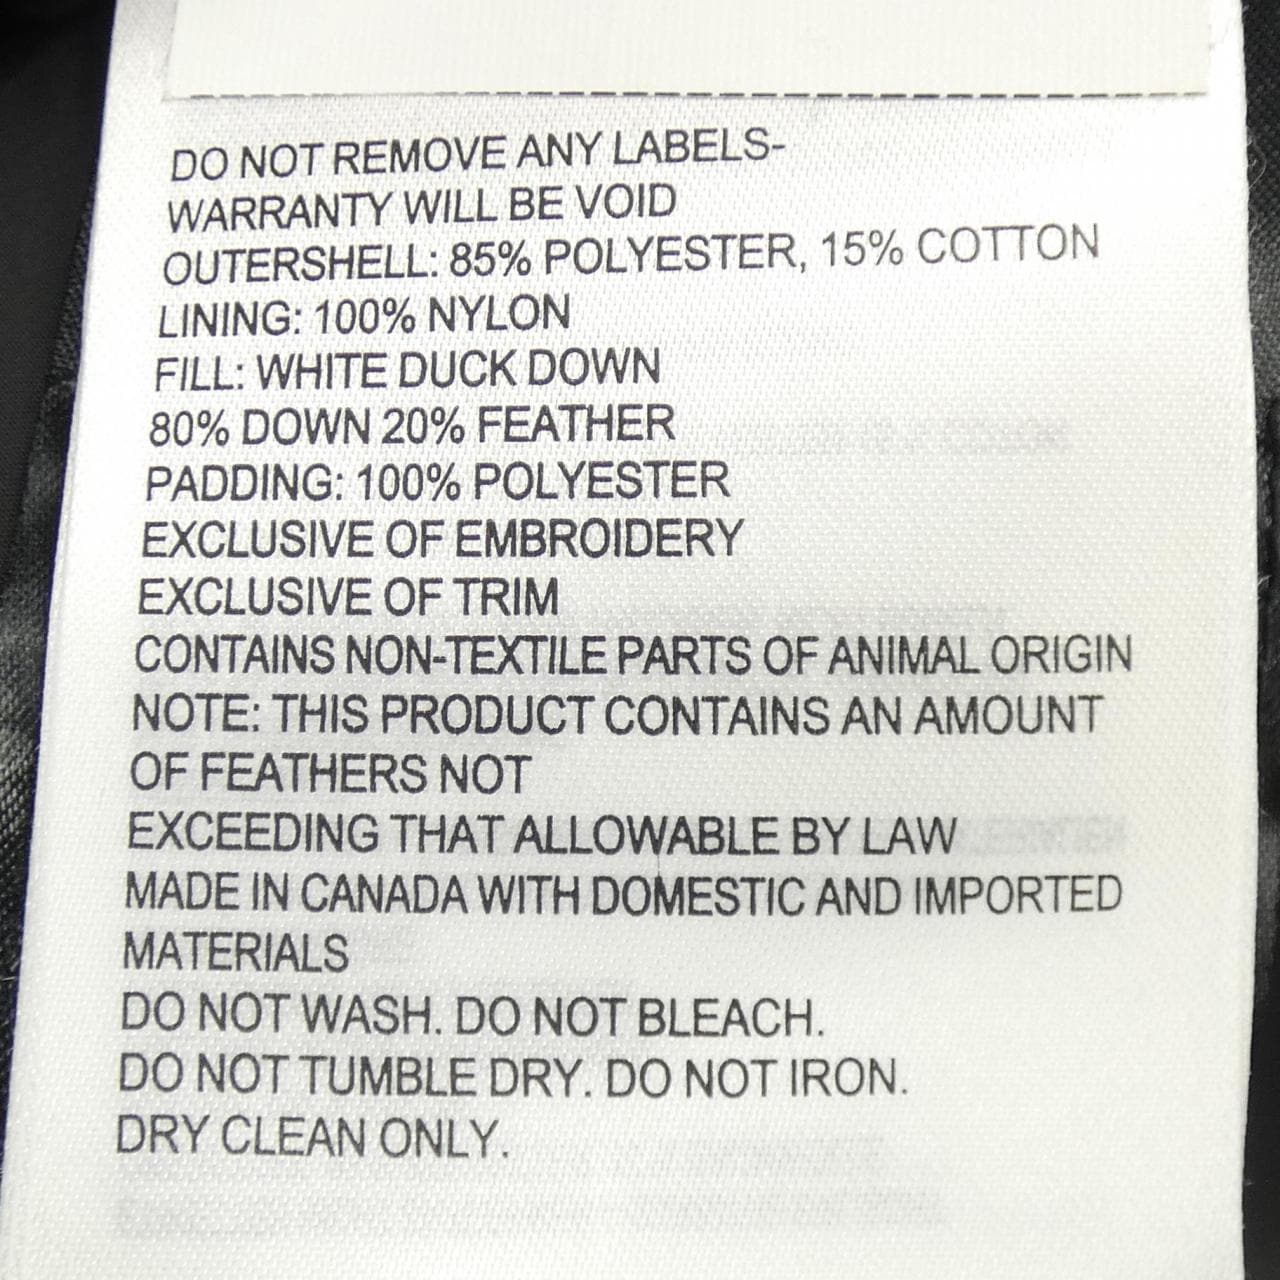 DO NOT REMOVE ANY LABELS-
WARRANTY WILL BE VOID
OUTERSHELL: 85% POLYESTER, 15% COTTON
LINING: 100% NYLON
FILL: WHITE DUCK DOWN
80% DOWN 20% FEATHER
PADDING: 100% POLYESTER
EXCLUSIVE OF EMBROIDERY
EXCLUSIVE OF TRIM
CONTAINS NON-TEXTILE PARTS OF ANIMAL ORIGIN
NOTE: THIS PRODUCT CONTAINS AN AMOUNT
OF FEATHERS NOT
EXCEEDING THAT ALLOWABLE BY LAW
MADE IN CANADA WITH DOMESTIC AND IMPORTED
MATERIALS
DO NOT WASH. DO NOT BLEACH.
DO NOT TUMBLE DRY. DO NOT IRON.
DRY CLEAN ONLY.